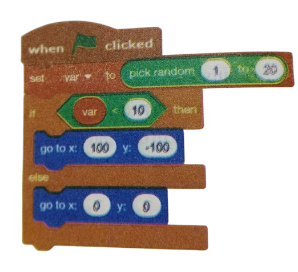 when clicked
set var to pick random 1 to 20
if var < 10 then
go to x: 100 y: -100
else
go to x: 0 y: 0